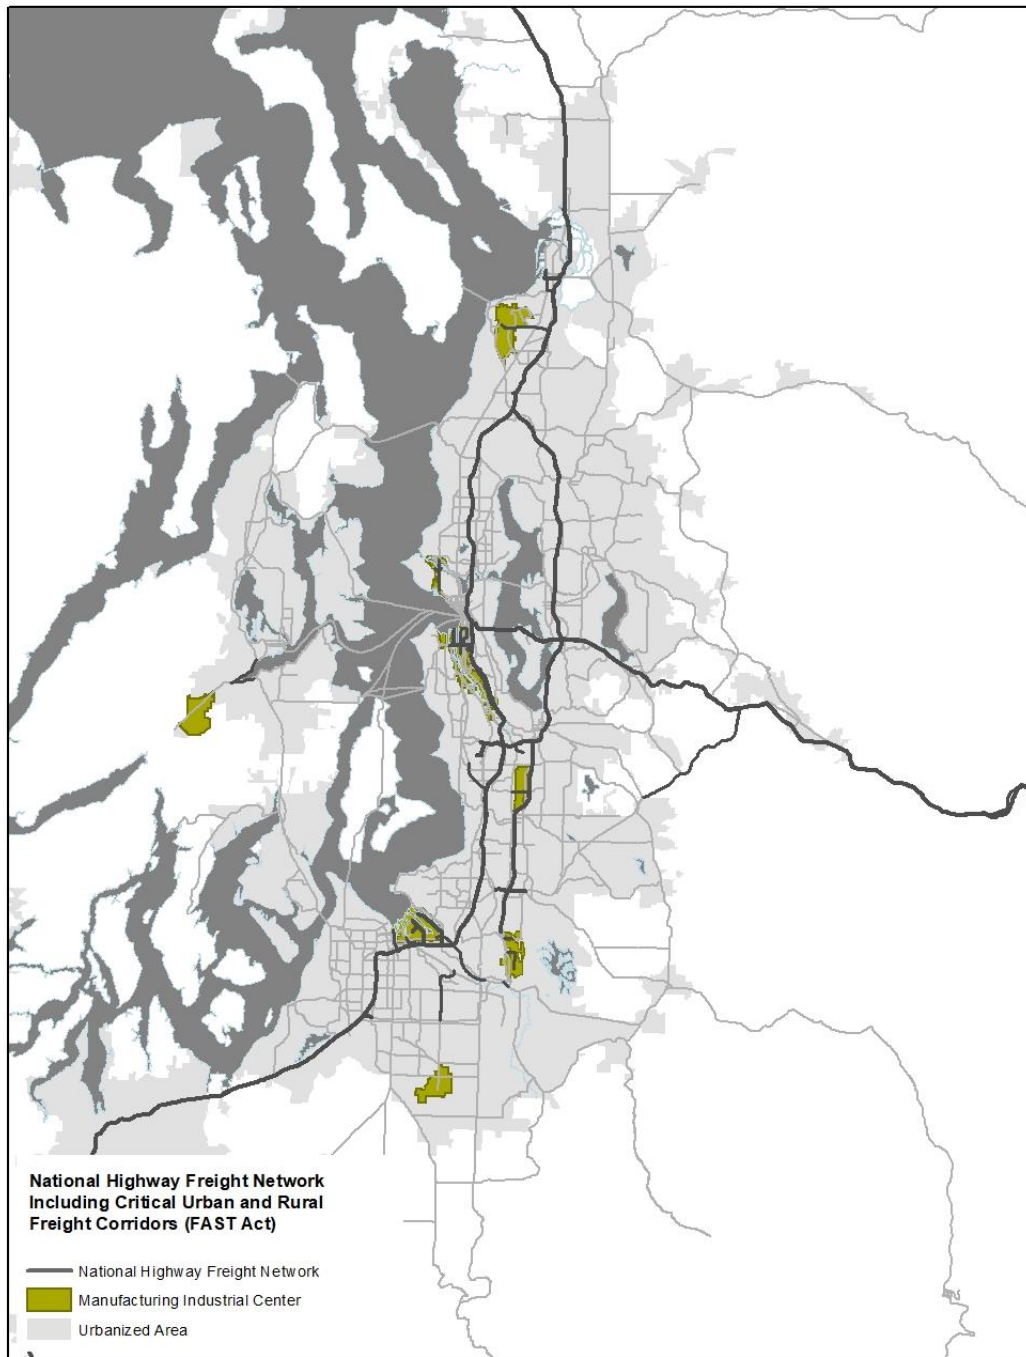 National Highway Freight Network
Including Critical Urban and Rural
Freight Corridors (FAST Act)
National Highway Freight Network
Manufacturing Industrial Center
Urbanized Area